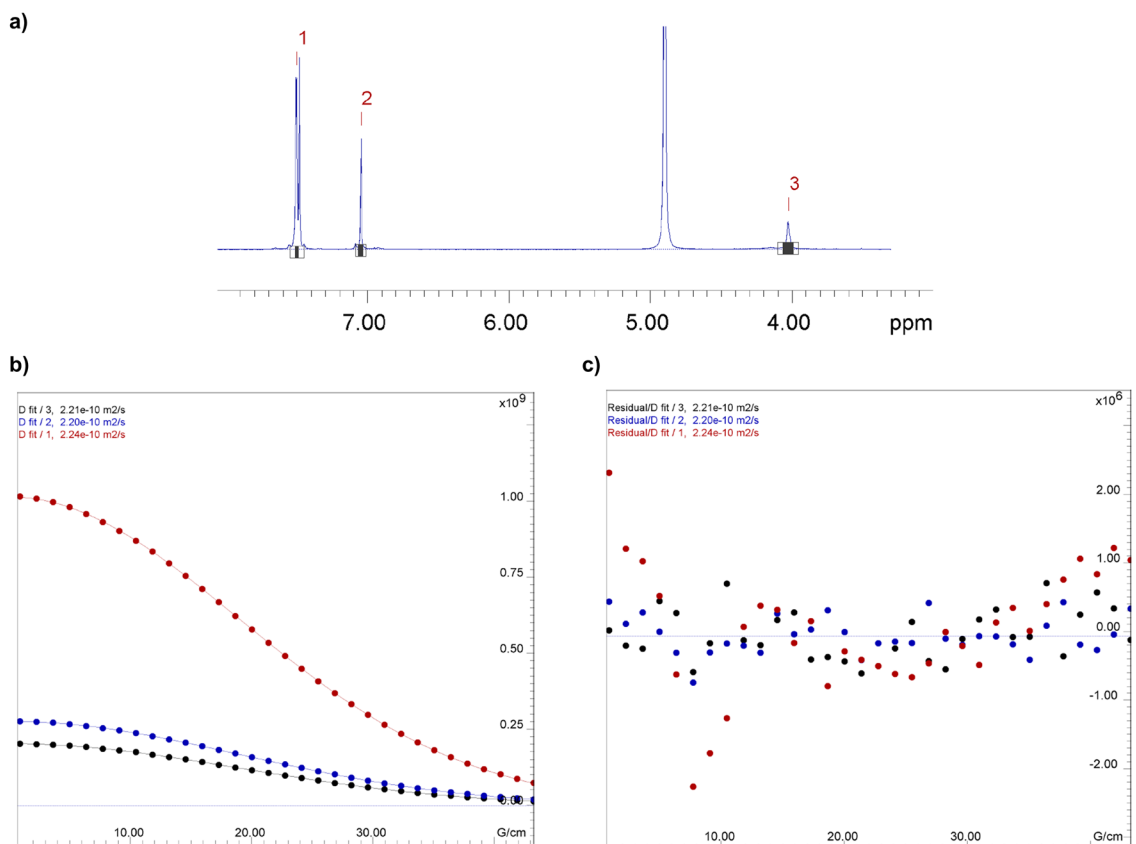 a)
1
2
3
7.00 6.00 5.00 4.00 ppm
b)
x10⁹
D fit / 3, 2.21e-10 m2/s
D fit / 2, 2.20e-10 m2/s
D fit / 1, 2.24e-10 m2/s
1.00
0.75
0.50
0.25
0.00
10.00 20.00 30.00 G/cm
c)
x10⁶
Residual/D fit / 3, 2.21e-10 m2/s
Residual/D fit / 2, 2.20e-10 m2/s
Residual/D fit / 1, 2.24e-10 m2/s
2.00
1.00
0.00
-1.00
-2.00
10.00 20.00 30.00 G/cm